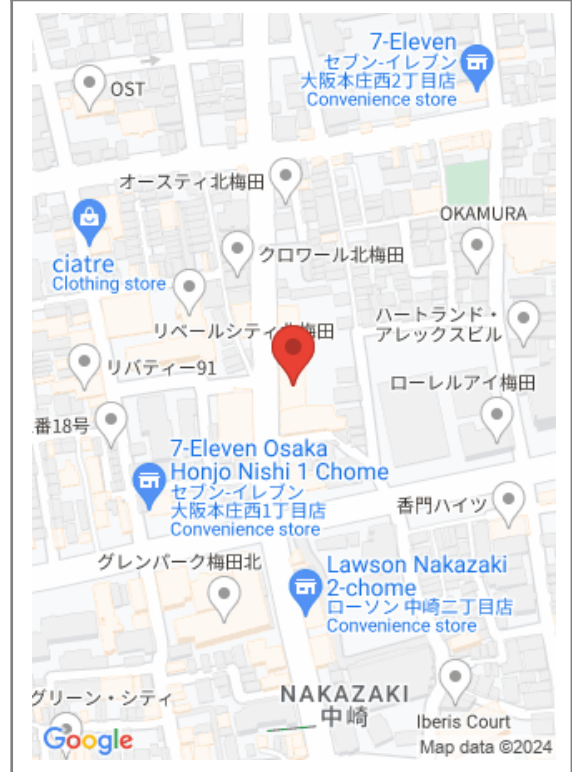 7-Eleven
セブン-イレブン
大阪本庄西2丁目店
Convenience store
OST
オースティ北梅田
OKAMURA
ciatre
Clothing store
クロワール北梅田
リベールシティ北梅田
ハートランド・
アレックスビル
リバティー91
ローレルアイ梅田
番18号
7-Eleven Osaka
Honjo Nishi 1 Chome
セブン-イレブン
大阪本庄西1丁目店
Convenience store
香門ハイツ
グレンパーク梅田北
Lawson Nakazaki
2-chome
ローソン 中崎二丁目店
Convenience store
グリーン・シティ
NAKAZAKI
中崎
Iberis Court
Google
Map data ©2024